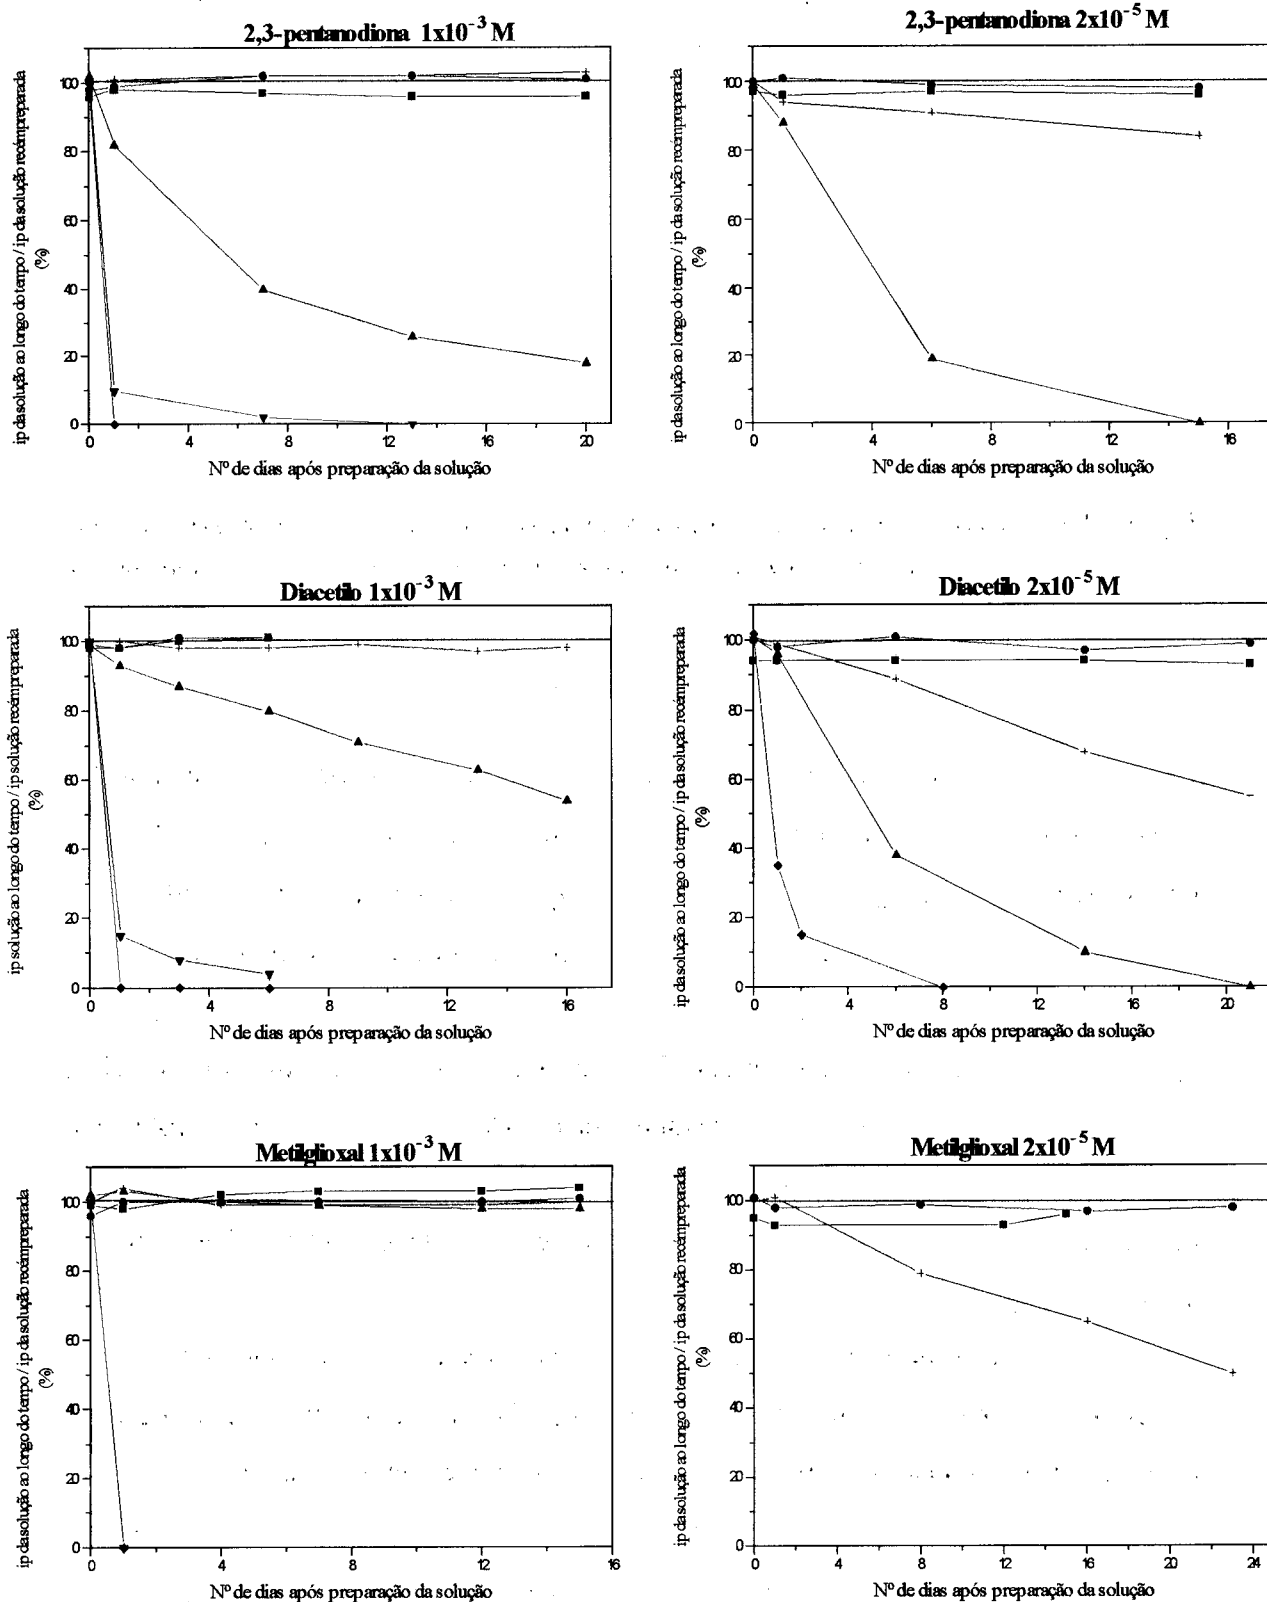 2,3-pentanodiona 1x10⁻³ M
ip da solução ao longo do tempo / ip da solução recém preparada
(%)
100
80
60
40
20
0
0 4 8 12 16 20
Nº de dias após preparação da solução
2,3-pentanodiona 2x10⁻⁵ M
ip da solução ao longo do tempo / ip da solução recém preparada
(%)
100
80
60
40
20
0
0 4 8 12 16
Nº de dias após preparação da solução
Diacetilo 1x10⁻³ M
ip solução ao longo do tempo / ip solução recém preparada
(%)
100
80
60
40
20
0
0 4 8 12 16
Nº de dias após preparação da solução
Diacetilo 2x10⁻⁵ M
ip da solução ao longo do tempo / ip da solução recém preparada
(%)
100
80
60
40
20
0
0 4 8 12 16 20
Nº de dias após preparação da solução
Metilglioxal 1x10⁻³ M
ip da solução ao longo do tempo / ip da solução recém preparada
(%)
100
80
60
40
20
0
0 4 8 12 16
Nº de dias após preparação da solução
Metilglioxal 2x10⁻⁵ M
ip da solução ao longo do tempo / ip da solução recém preparada
(%)
100
80
60
40
20
0
0 4 8 12 16 20 24
Nº de dias após preparação da solução